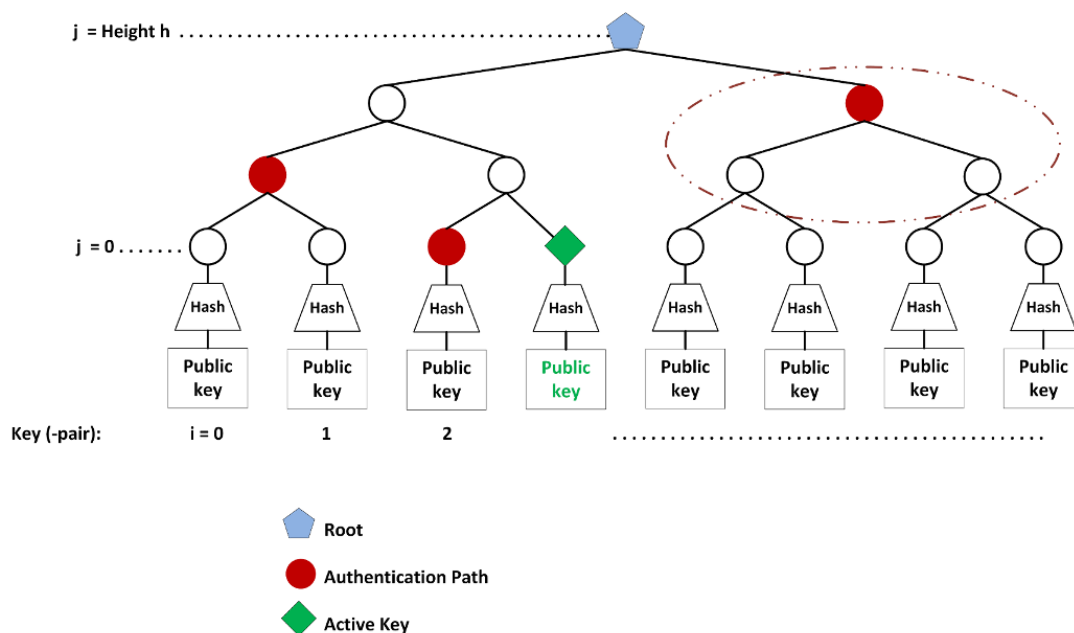 j = Height h . . . . . . . . . . . . . . . . . . . . . . . . . . . . . . . . . . . . . . . . . . . . . . .
j = 0 . . . . . . .
Hash Hash Hash Hash Hash Hash Hash Hash
Public Public Public Public Public Public Public Public
key key key key key key key key
Key (-pair): i = 0 1 2 . . . . . . . . . . . . . . . . . . . . . . . . . . . . . . . . . . . . . . . . . . . . . . .
Root
Authentication Path
Active Key